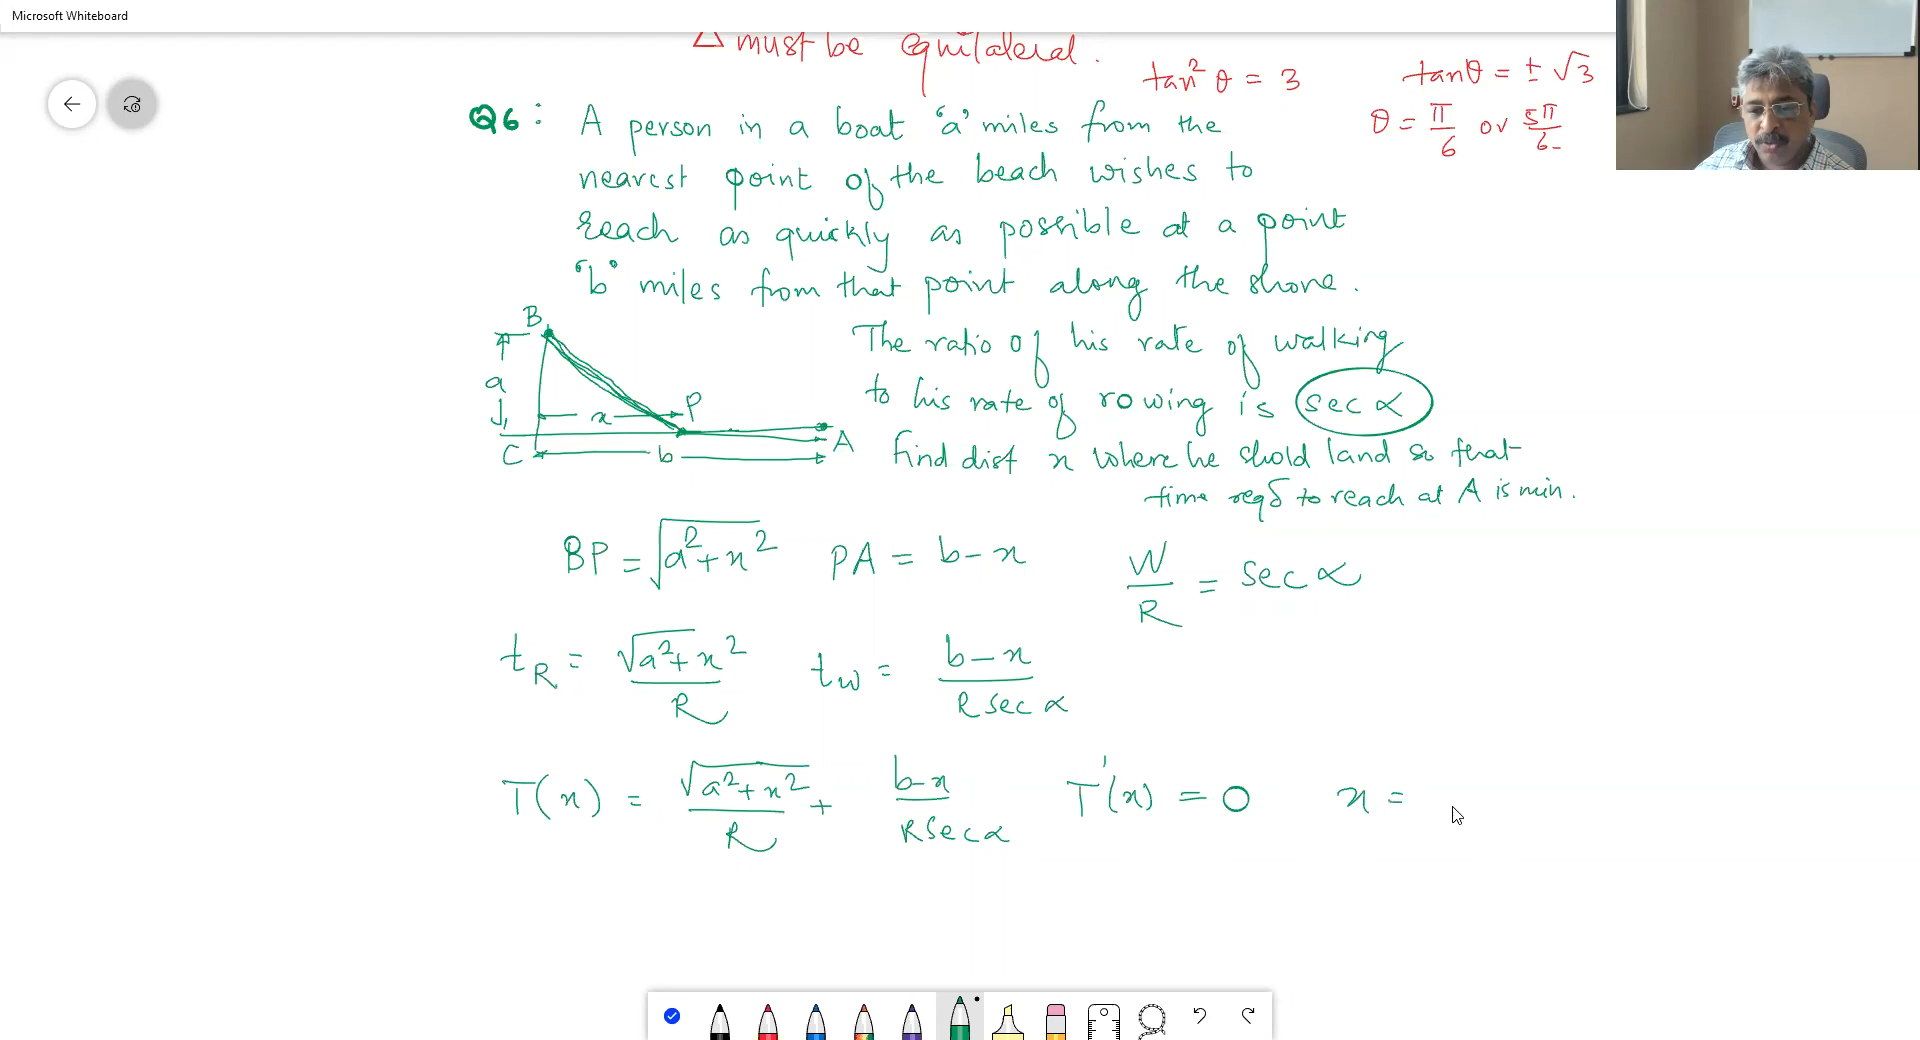 Microsoft Whiteboard
Δ must be equilateral.
tan² θ = 3
tanθ = ± √3
θ = π/6 or 5π/6
Q6: A person in a boat 'a' miles from the
nearest point of the beach wishes to
reach as quickly as possible at a point
"b" miles from that point along the shore.
The ratio of his rate of walking
to his rate of rowing is sec α
find dist x where he shold land so that
time reqd to reach at A is min.
B
a
x
P
C
b
A
BP = √(a² + x²) PA = b - x
W/R = sec α
t_R = √(a² + x²)/R t_W = (b - x)/(R sec α)
T(x) = √(a² + x²)/R + (b - x)/(R sec α) T'(x) = 0 x =